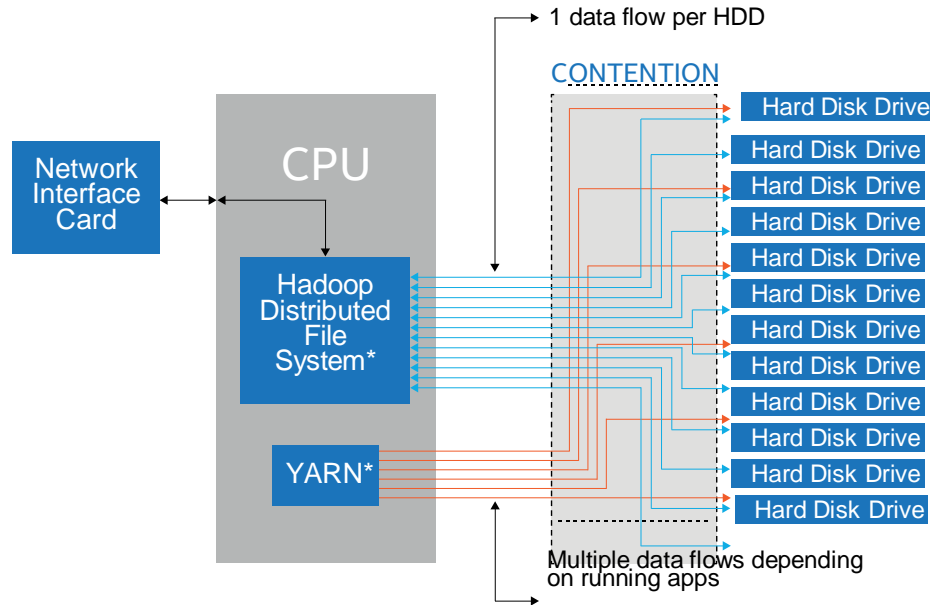 1 data flow per HDD
CONTENTION
CPU
Network
Interface
Card
Hadoop
Distributed
File
System*
YARN*
Hard Disk Drive
Hard Disk Drive
Hard Disk Drive
Hard Disk Drive
Hard Disk Drive
Hard Disk Drive
Hard Disk Drive
Hard Disk Drive
Hard Disk Drive
Hard Disk Drive
Hard Disk Drive
Hard Disk Drive
Multiple data flows depending
on running apps